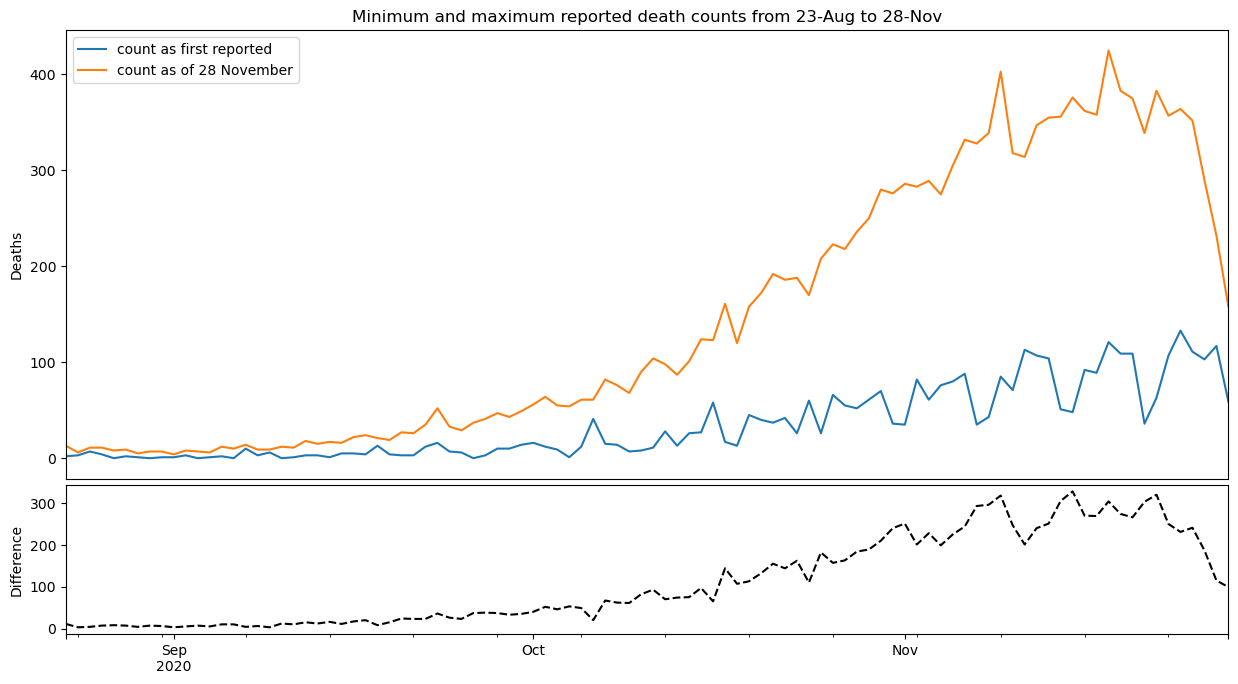 Minimum and maximum reported death counts from 23-Aug to 28-Nov
count as first reported
count as of 28 November
Deaths
400
300
200
100
0
Difference
300
200
100
0
Sep
2020
Oct
Nov